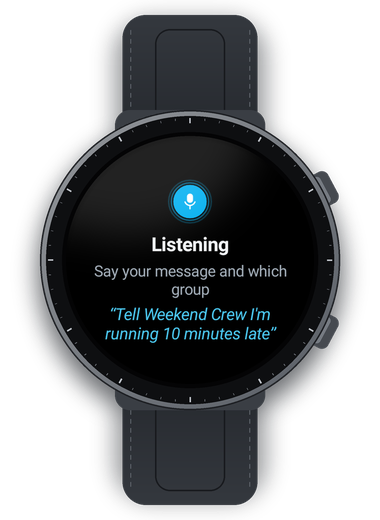 Listening
Say your message and which
group
“Tell Weekend Crew I'm
running 10 minutes late”